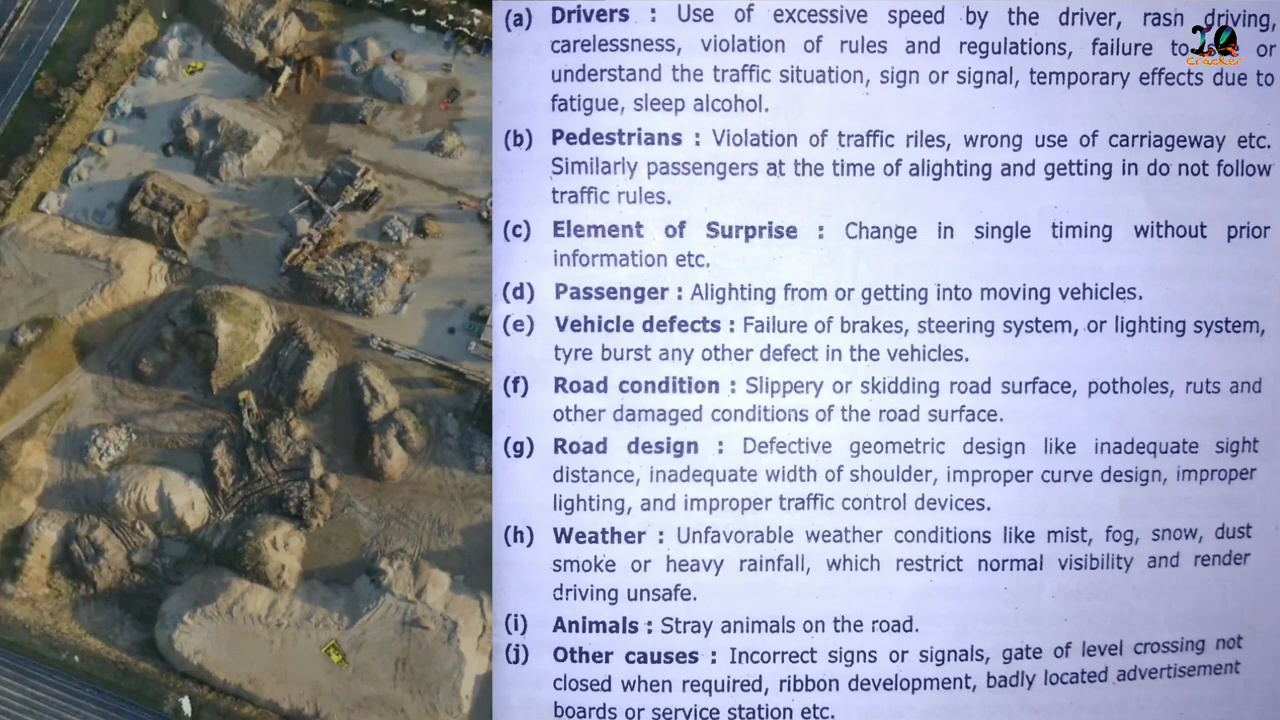 (a) Drivers : Use of excessive speed by the driver, rash driving,
carelessness, violation of rules and regulations, failure to or
understand the traffic situation, sign or signal, temporary effects due to
fatigue, sleep alcohol.
(b) Pedestrians : Violation of traffic riles, wrong use of carriageway etc.
Similarly passengers at the time of alighting and getting in do not follow
traffic rules.
(c) Element of Surprise : Change in single timing without prior
information etc.
(d) Passenger : Alighting from or getting into moving vehicles.
(e) Vehicle defects : Failure of brakes, steering system, or lighting system,
tyre burst any other defect in the vehicles.
(f) Road condition : Slippery or skidding road surface, potholes, ruts and
other damaged conditions of the road surface.
(g) Road design : Defective geometric design like inadequate sight
distance, inadequate width of shoulder, improper curve design, improper
lighting, and improper traffic control devices.
(h) Weather : Unfavorable weather conditions like mist, fog, snow, dust
smoke or heavy rainfall, which restrict normal visibility and render
driving unsafe.
(i) Animals : Stray animals on the road.
(j) Other causes : Incorrect signs or signals, gate of level crossing not
closed when required, ribbon development, badly located advertisement
boards or service station etc.
IQ
cracker